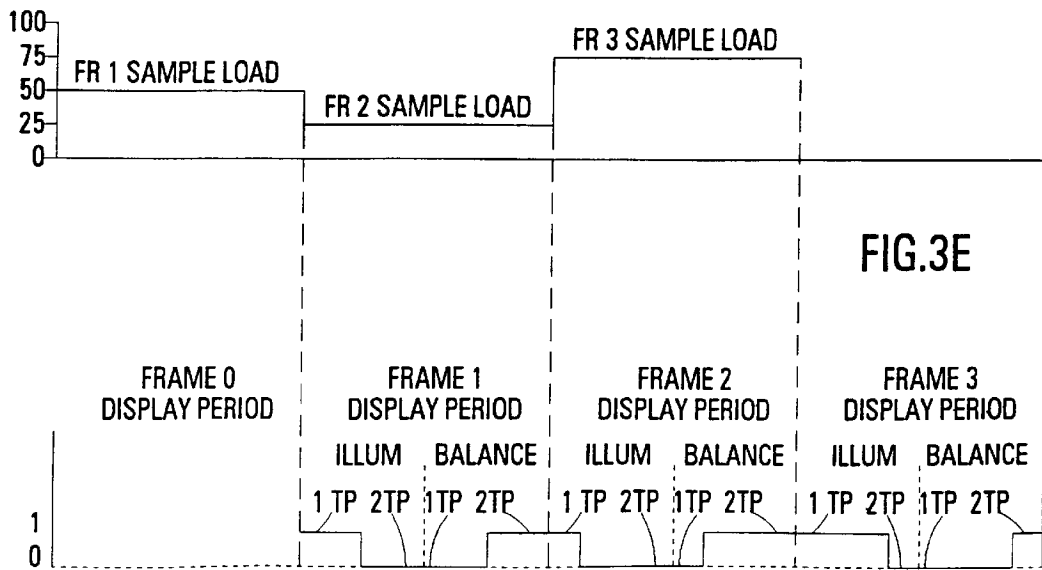 100
75
50
25
0
FR 1 SAMPLE LOAD
FR 2 SAMPLE LOAD
FR 3 SAMPLE LOAD
FIG.3E
FRAME 0
DISPLAY PERIOD
FRAME 1
DISPLAY PERIOD
FRAME 2
DISPLAY PERIOD
FRAME 3
DISPLAY PERIOD
ILLUM BALANCE ILLUM BALANCE ILLUM BALANCE
1 TP 2TP 1TP 2TP 1 TP 2TP 1TP 2TP 1 TP 2TP 1TP 2TP
1
0